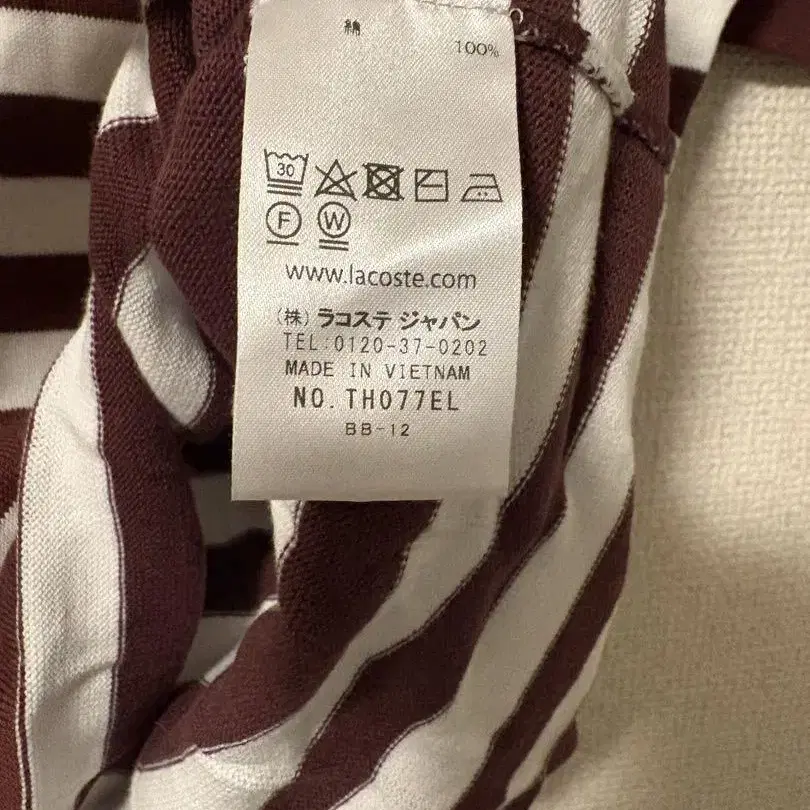 綿 100%
30
F W
www.lacoste.com
(株) ラコステ ジャパン
TEL:0120-37-0202
MADE IN VIETNAM
NO. TH077EL
BB-12